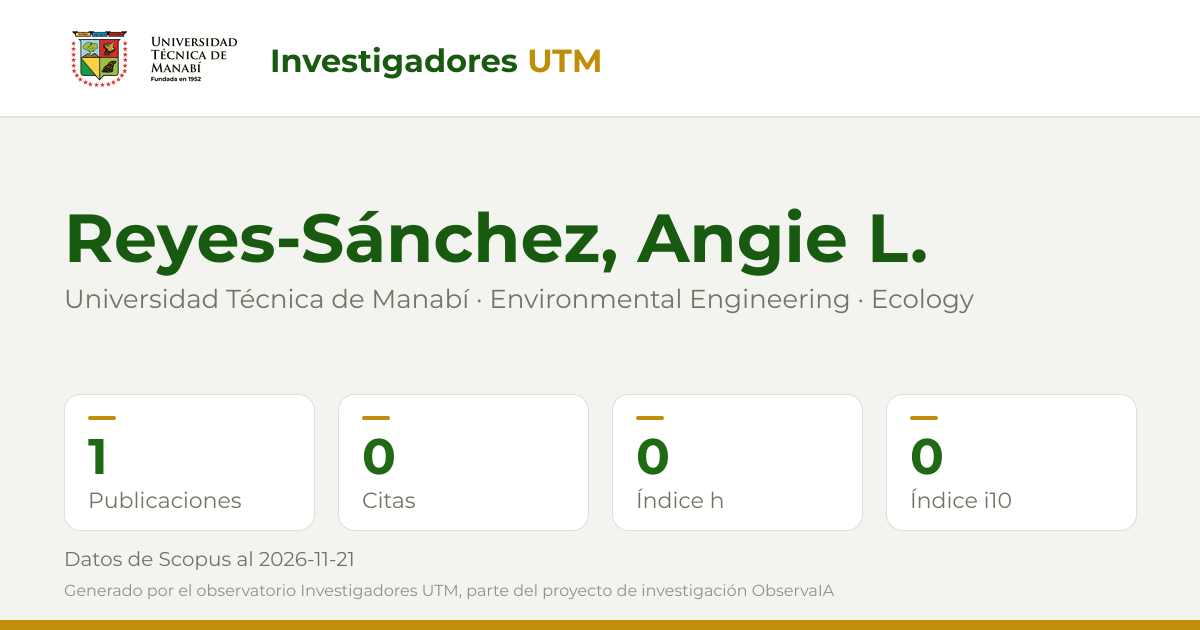 UNIVERSIDAD
TÉCNICA DE
MANABÍ
Fundada en 1952
Investigadores UTM
Reyes-Sánchez, Angie L.
Universidad Técnica de Manabí · Environmental Engineering · Ecology
1
Publicaciones
0
Citas
0
Índice h
0
Índice i10
Datos de Scopus al 2026-11-21
Generado por el observatorio Investigadores UTM, parte del proyecto de investigación ObservaIA